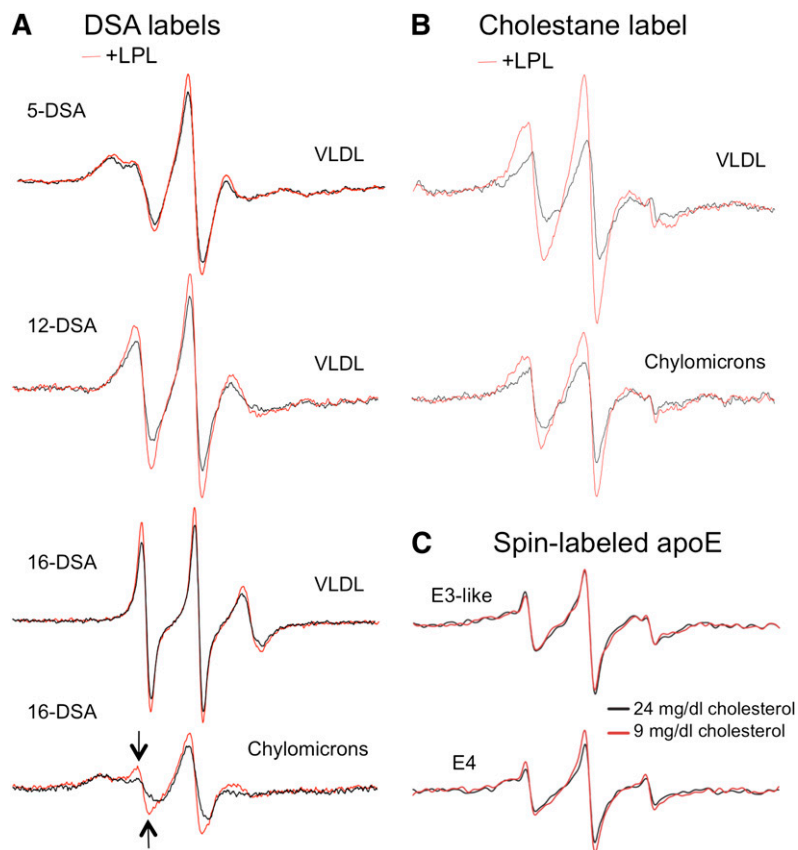 A DSA labels
+LPL
5-DSA
VLDL
12-DSA
VLDL
16-DSA
VLDL
16-DSA
Chylomicrons
B Cholestane label
+LPL
VLDL
Chylomicrons
C Spin-labeled apoE
E3-like
24 mg/dl cholesterol
9 mg/dl cholesterol
E4